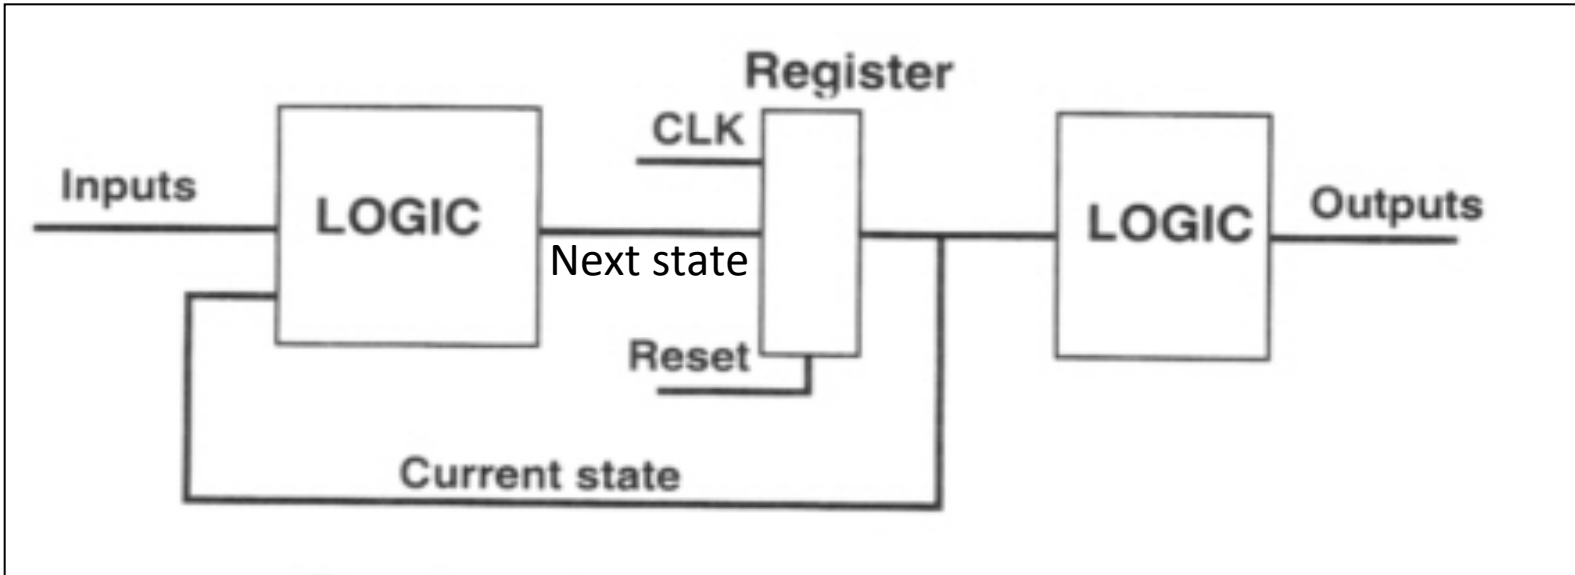 Register
CLK
Inputs
LOGIC
Next state
LOGIC
Outputs
Reset
Current state